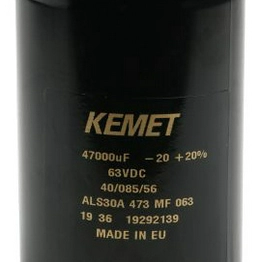 KEMET
47000uF -20 +20%
63VDC
40/085/56
ALS30A 473 MF 063
19 36 19292139
MADE IN EU